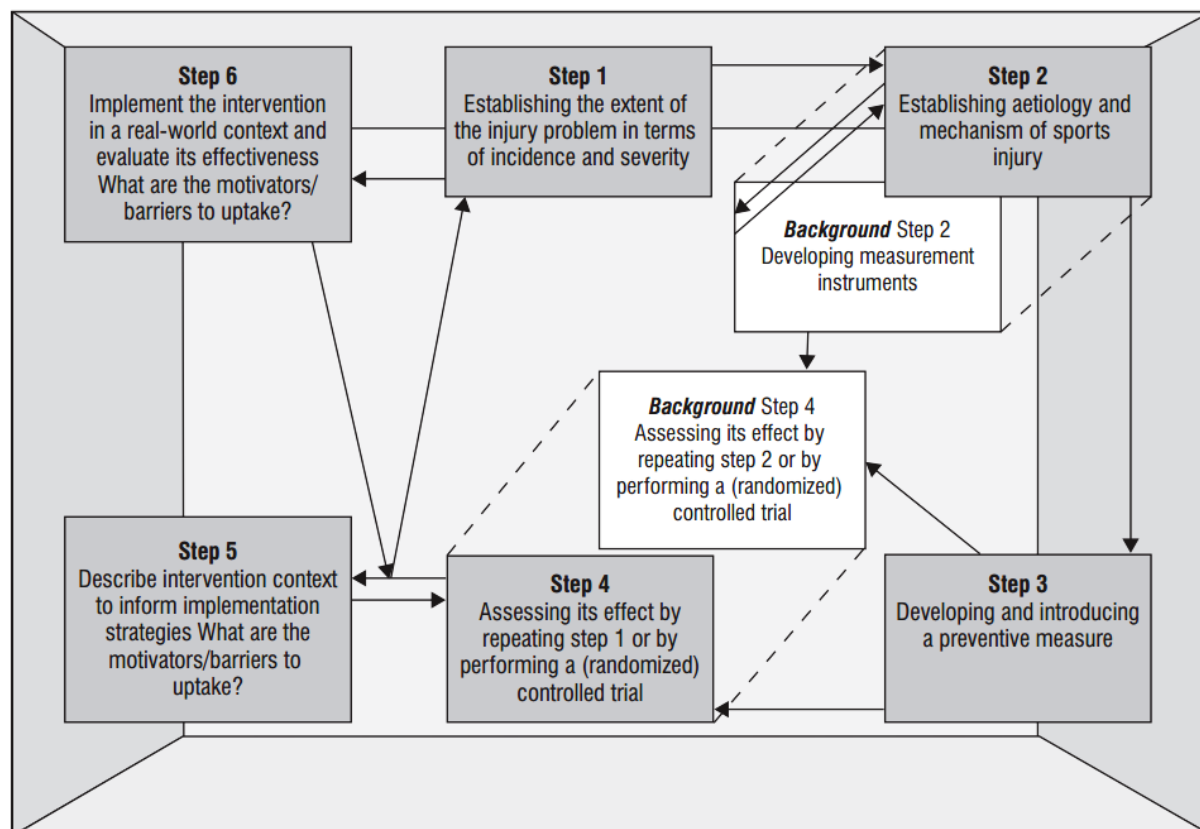 Step 6
Implement the intervention
in a real-world context and
evaluate its effectiveness
What are the motivators/
barriers to uptake?
Step 1
Establishing the extent of
the injury problem in terms
of incidence and severity
Step 2
Establishing aetiology and
mechanism of sports
injury
Background Step 2
Developing measurement
instruments
Background Step 4
Assessing its effect by
repeating step 2 or by
performing a (randomized)
controlled trial
Step 5
Describe intervention context
to inform implementation
strategies What are the
motivators/barriers to
uptake?
Step 4
Assessing its effect by
repeating step 1 or by
performing a (randomized)
controlled trial
Step 3
Developing and introducing
a preventive measure